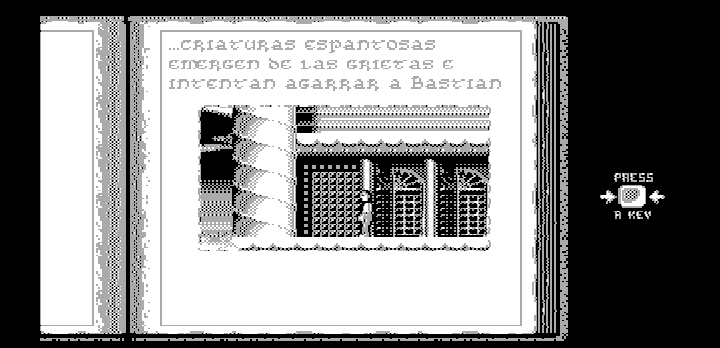 ...criaturas espantosas
emergen de las grietas e
intentan agarrar a Bastian
PRESS
A KEY